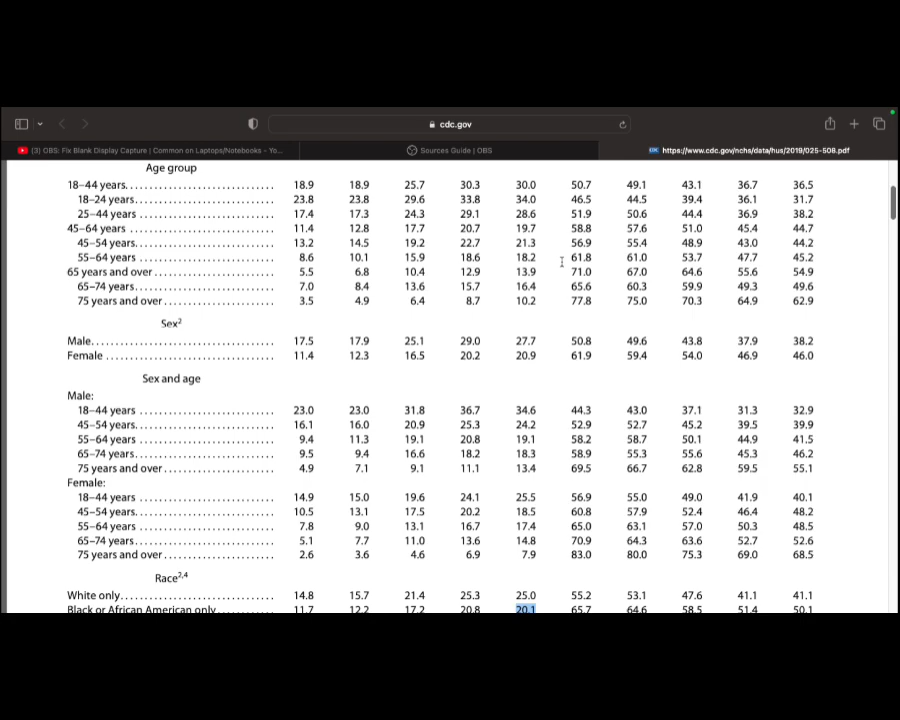 cdc.gov
(3) OBS: Fix Blank Display Capture | Common on Laptops/Notebooks - Yo...
Sources Guide | OBS
https://www.cdc.gov/nchs/data/hus/2019/025-508.pdf
Age group
18–44 years. . . . . . . . . . . . . . . . . . . . . . . . . . . . . 18.9 18.9 25.7 30.3 30.0 50.7 49.1 43.1 36.7 36.5
18–24 years. . . . . . . . . . . . . . . . . . . . . . . . . . . 23.8 23.8 29.6 33.8 34.0 46.5 44.5 39.4 36.1 31.7
25–44 years . . . . . . . . . . . . . . . . . . . . . . . . . . 17.4 17.3 24.3 29.1 28.6 51.9 50.6 44.4 36.9 38.2
45–64 years . . . . . . . . . . . . . . . . . . . . . . . . . . . . 11.4 12.8 17.7 20.7 19.7 58.8 57.6 51.0 45.4 44.7
45–54 years. . . . . . . . . . . . . . . . . . . . . . . . . . . 13.2 14.5 19.2 22.7 21.3 56.9 55.4 48.9 43.0 44.2
55–64 years . . . . . . . . . . . . . . . . . . . . . . . . . . 8.6 10.1 15.9 18.6 18.2 61.8 61.0 53.7 47.7 45.2
65 years and over . . . . . . . . . . . . . . . . . . . . . . . 5.5 6.8 10.4 12.9 13.9 71.0 67.0 64.6 55.6 54.9
65–74 years. . . . . . . . . . . . . . . . . . . . . . . . . . . 7.0 8.4 13.6 15.7 16.4 65.6 60.3 59.9 49.3 49.6
75 years and over . . . . . . . . . . . . . . . . . . . . . 3.5 4.9 6.4 8.7 10.2 77.8 75.0 70.3 64.9 62.9
Sex2
Male. . . . . . . . . . . . . . . . . . . . . . . . . . . . . . . . . . . 17.5 17.9 25.1 29.0 27.7 50.8 49.6 43.8 37.9 38.2
Female . . . . . . . . . . . . . . . . . . . . . . . . . . . . . . . . 11.4 12.3 16.5 20.2 20.9 61.9 59.4 54.0 46.9 46.0
Sex and age
Male:
18–44 years . . . . . . . . . . . . . . . . . . . . . . . . . . 23.0 23.0 31.8 36.7 34.6 44.3 43.0 37.1 31.3 32.9
45–54 years. . . . . . . . . . . . . . . . . . . . . . . . . . . 16.1 16.0 20.9 25.3 24.2 52.9 52.7 45.2 39.5 39.9
55–64 years . . . . . . . . . . . . . . . . . . . . . . . . . . 9.4 11.3 19.1 20.8 19.1 58.2 58.7 50.1 44.9 41.5
65–74 years. . . . . . . . . . . . . . . . . . . . . . . . . . . 9.5 9.4 16.6 18.2 18.3 58.9 55.3 55.6 45.3 46.2
75 years and over . . . . . . . . . . . . . . . . . . . . . 4.9 7.1 9.1 11.1 13.4 69.5 66.7 62.8 59.5 55.1
Female:
18–44 years . . . . . . . . . . . . . . . . . . . . . . . . . . 14.9 15.0 19.6 24.1 25.5 56.9 55.0 49.0 41.9 40.1
45–54 years. . . . . . . . . . . . . . . . . . . . . . . . . . . 10.5 13.1 17.5 20.2 18.5 60.8 57.9 52.4 46.4 48.2
55–64 years . . . . . . . . . . . . . . . . . . . . . . . . . . 7.8 9.0 13.1 16.7 17.4 65.0 63.1 57.0 50.3 48.5
65–74 years. . . . . . . . . . . . . . . . . . . . . . . . . . . 5.1 7.7 11.0 13.6 14.8 70.9 64.3 63.6 52.7 52.6
75 years and over . . . . . . . . . . . . . . . . . . . . . 2.6 3.6 4.6 6.9 7.9 83.0 80.0 75.3 69.0 68.5
Race2,4
White only. . . . . . . . . . . . . . . . . . . . . . . . . . . . . 14.8 15.7 21.4 25.3 25.0 55.2 53.1 47.6 41.1 41.1
Black or African American only. . . . . . . . . . . 11.7 12.2 17.2 20.8 20.1 65.7 64.6 58.5 51.4 50.1